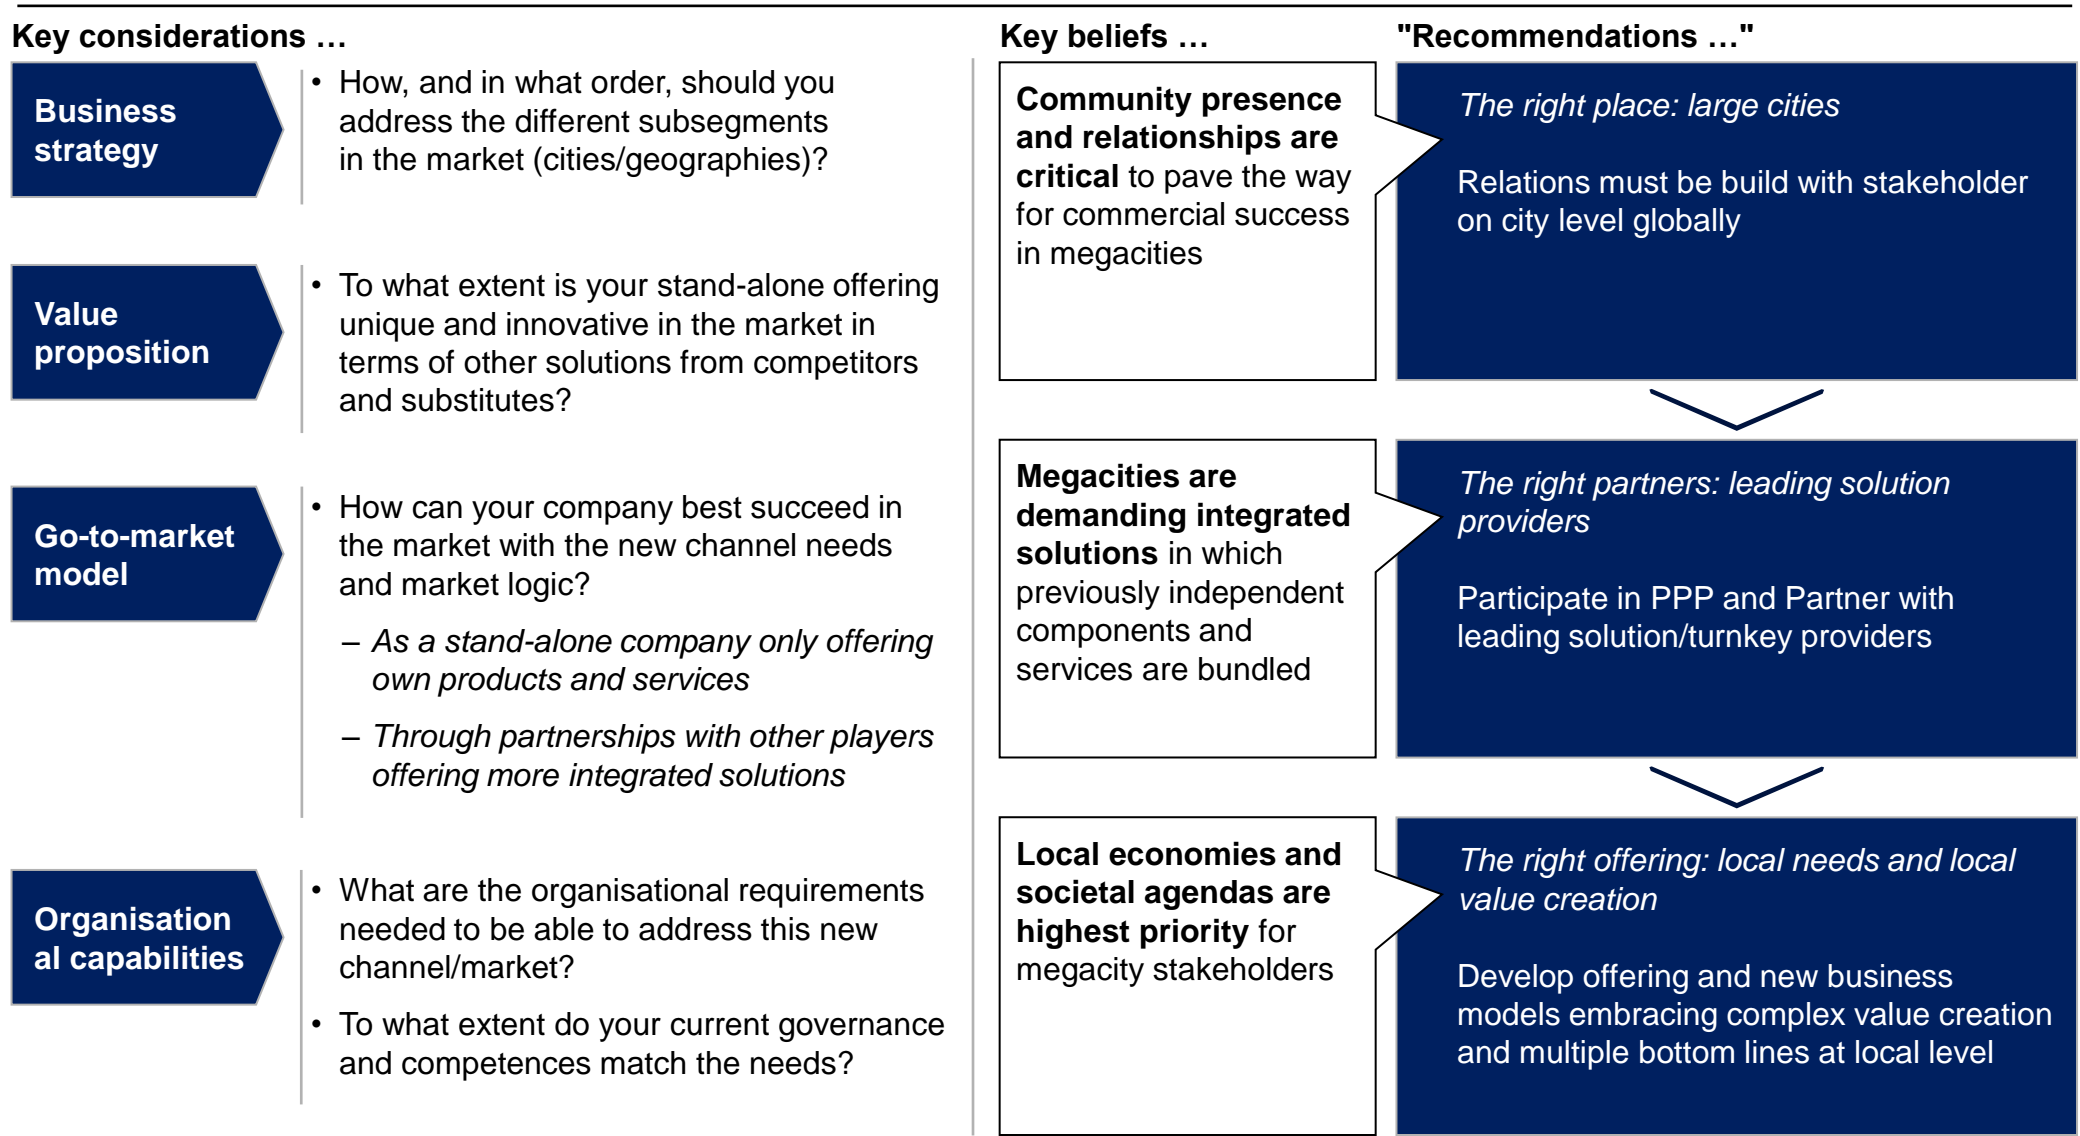 Key considerations …
Business
strategy
• How, and in what order, should you
address the different subsegments
in the market (cities/geographies)?
Value
proposition
• To what extent is your stand-alone offering
unique and innovative in the market in
terms of other solutions from competitors
and substitutes?
Go-to-market
model
• How can your company best succeed in
the market with the new channel needs
and market logic?
– As a stand-alone company only offering
own products and services
– Through partnerships with other players
offering more integrated solutions
Organisation
al capabilities
• What are the organisational requirements
needed to be able to address this new
channel/market?
• To what extent do your current governance
and competences match the needs?
Key beliefs …
Community presence
and relationships are
critical to pave the way
for commercial success
in megacities
Megacities are
demanding integrated
solutions in which
previously independent
components and
services are bundled
Local economies and
societal agendas are
highest priority for
megacity stakeholders
"Recommendations …"
The right place: large cities
Relations must be build with stakeholder
on city level globally
The right partners: leading solution
providers
Participate in PPP and Partner with
leading solution/turnkey providers
The right offering: local needs and local
value creation
Develop offering and new business
models embracing complex value creation
and multiple bottom lines at local level